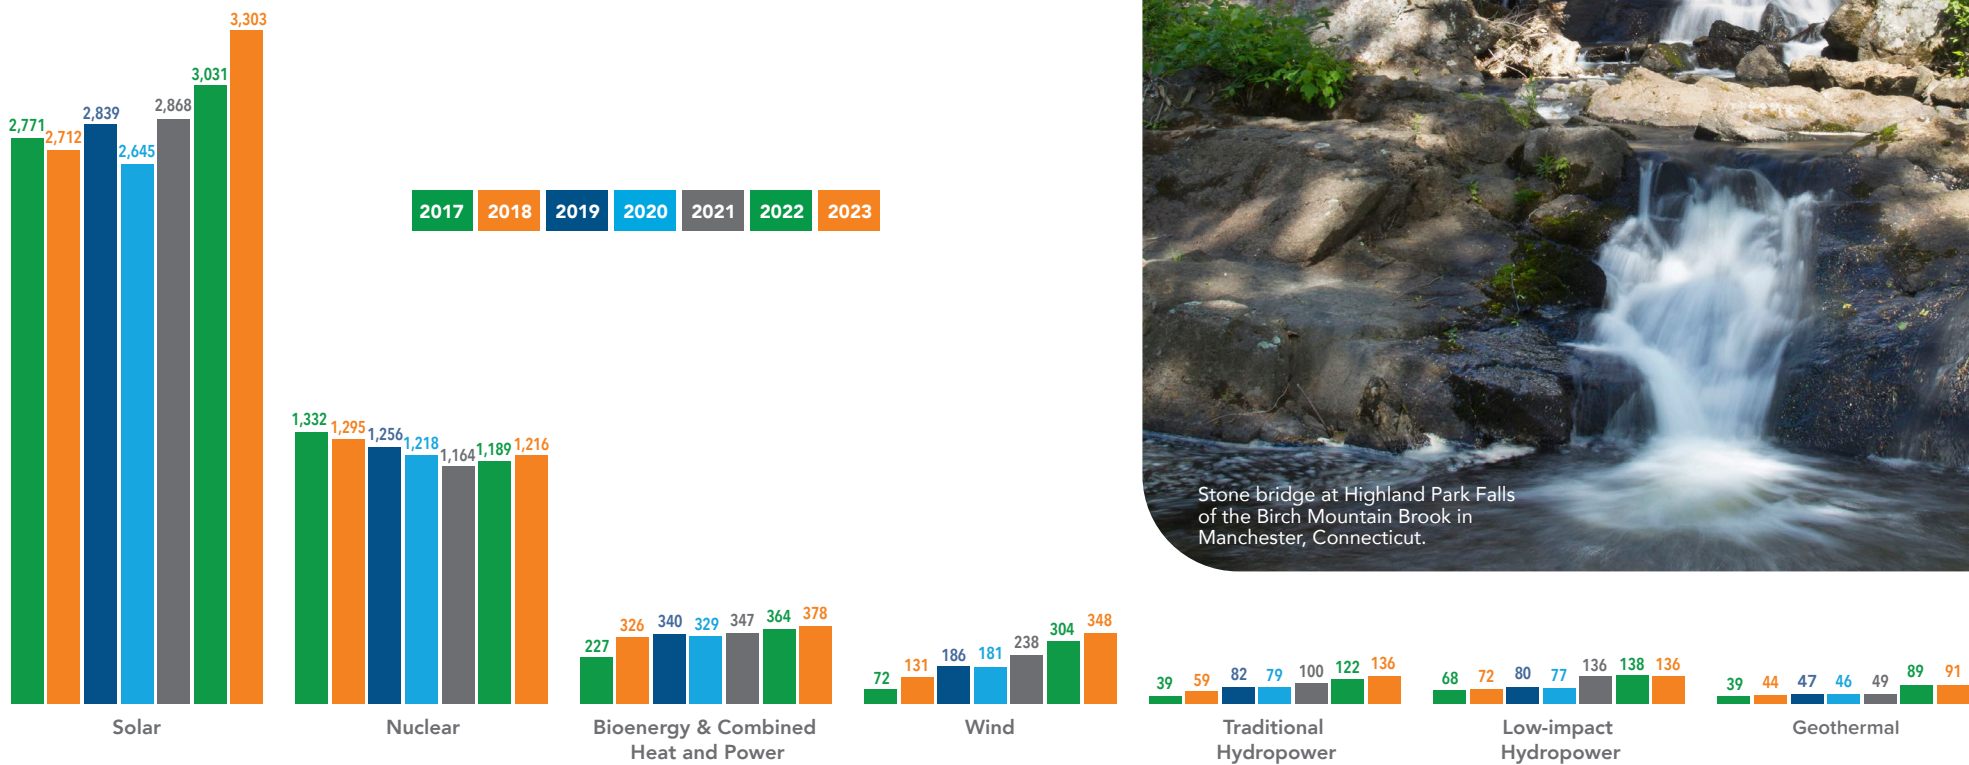 3,303
3,031
2,868
2,839
2,771
2,712
2,645
2017 2018 2019 2020 2021 2022 2023
1,332
1,295
1,256
1,218
1,164
1,189
1,216
Stone bridge at Highland Park Falls
of the Birch Mountain Brook in
Manchester, Connecticut.
227 326 340 329 347 364 378
72 131 186 181 238 304 348
39 59 82 79 100 122 136
68 72 80 77 136 138 136
39 44 47 46 49 89 91
Solar
Nuclear
Bioenergy & Combined
Heat and Power
Wind
Traditional
Hydropower
Low-impact
Hydropower
Geothermal